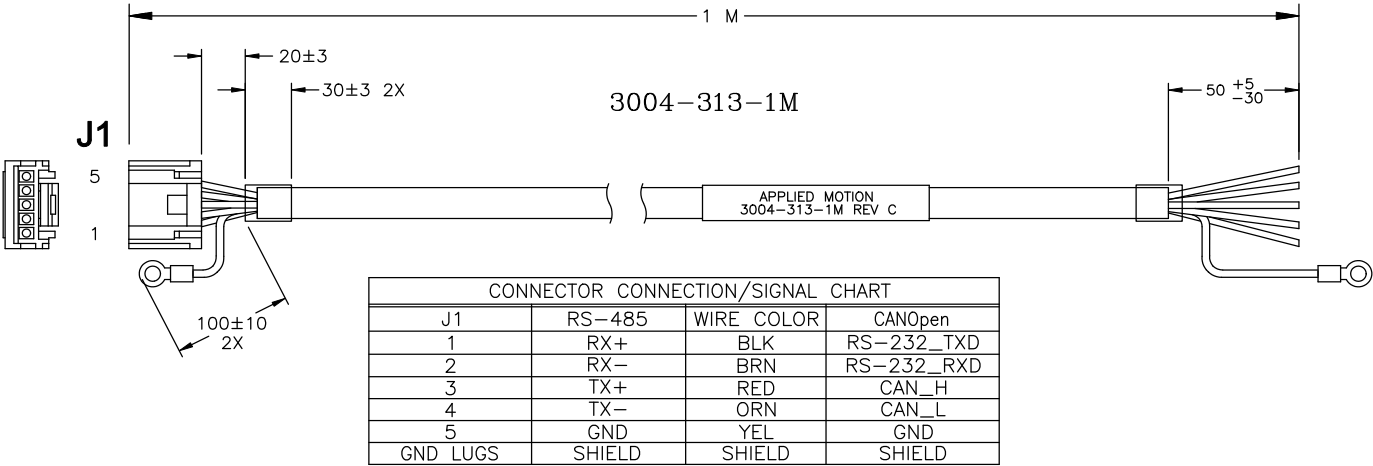 1 M
20±3
30±3 2X
3004-313-1M
50 +5 -30
J1
5
1
APPLIED MOTION
3004-313-1M REV C
100±10
2X
CONNECTOR CONNECTION/SIGNAL CHART
J1 RS-485 WIRE COLOR CANOpen
1 RX+ BLK RS-232_TXD
2 RX- BRN RS-232_RXD
3 TX+ RED CAN_H
4 TX- ORN CAN_L
5 GND YEL GND
GND LUGS SHIELD SHIELD SHIELD